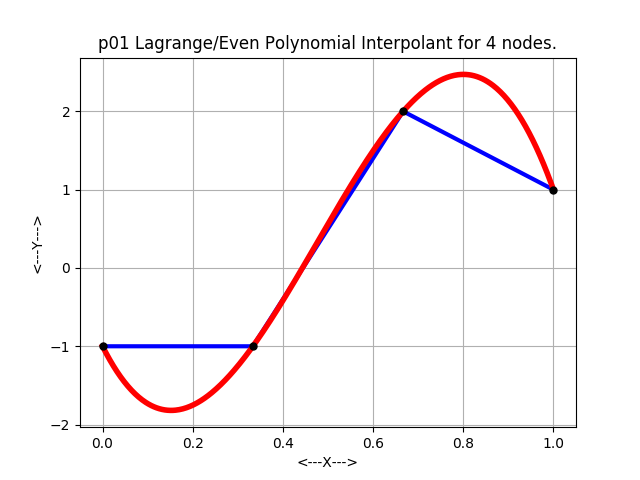 p01 Lagrange/Even Polynomial Interpolant for 4 nodes.
2
1
0
−1
−2
<---Y--->
0.0 0.2 0.4 0.6 0.8 1.0
<---X--->